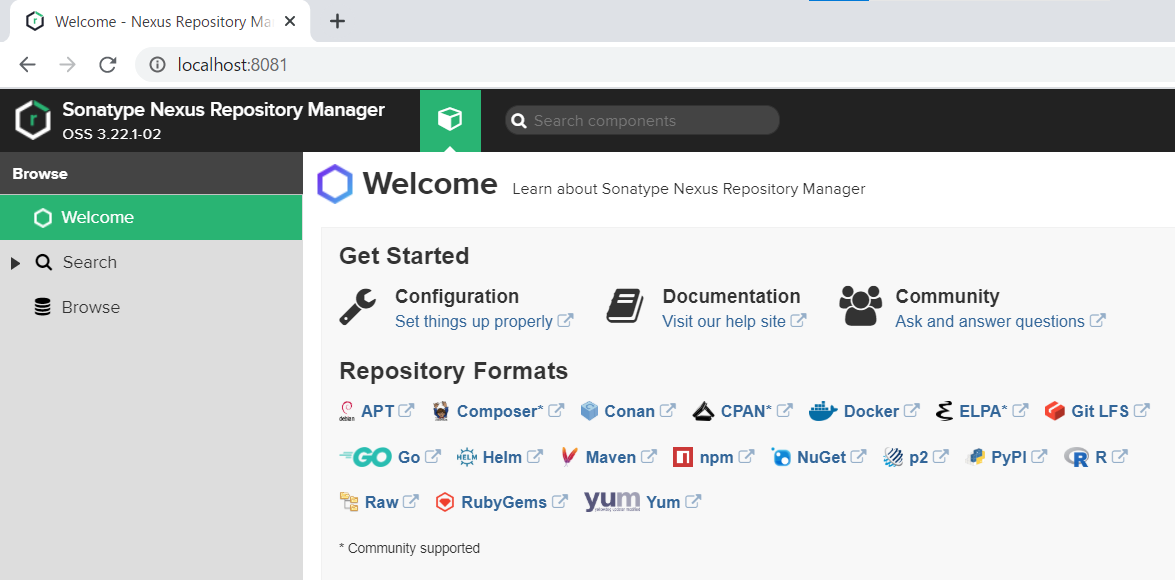 Welcome - Nexus Repository Ma
localhost:8081
Sonatype Nexus Repository Manager
OSS 3.22.1-02
Search components
Browse
Welcome
Search
Browse
Welcome Learn about Sonatype Nexus Repository Manager
Get Started
Configuration
Set things up properly
Documentation
Visit our help site
Community
Ask and answer questions
Repository Formats
debian APT Composer* Conan CPAN* Docker ELPA* Git LFS
GO Go HELM Helm Maven npm NuGet p2 PyPI R R
Raw RubyGems yum Yum
* Community supported